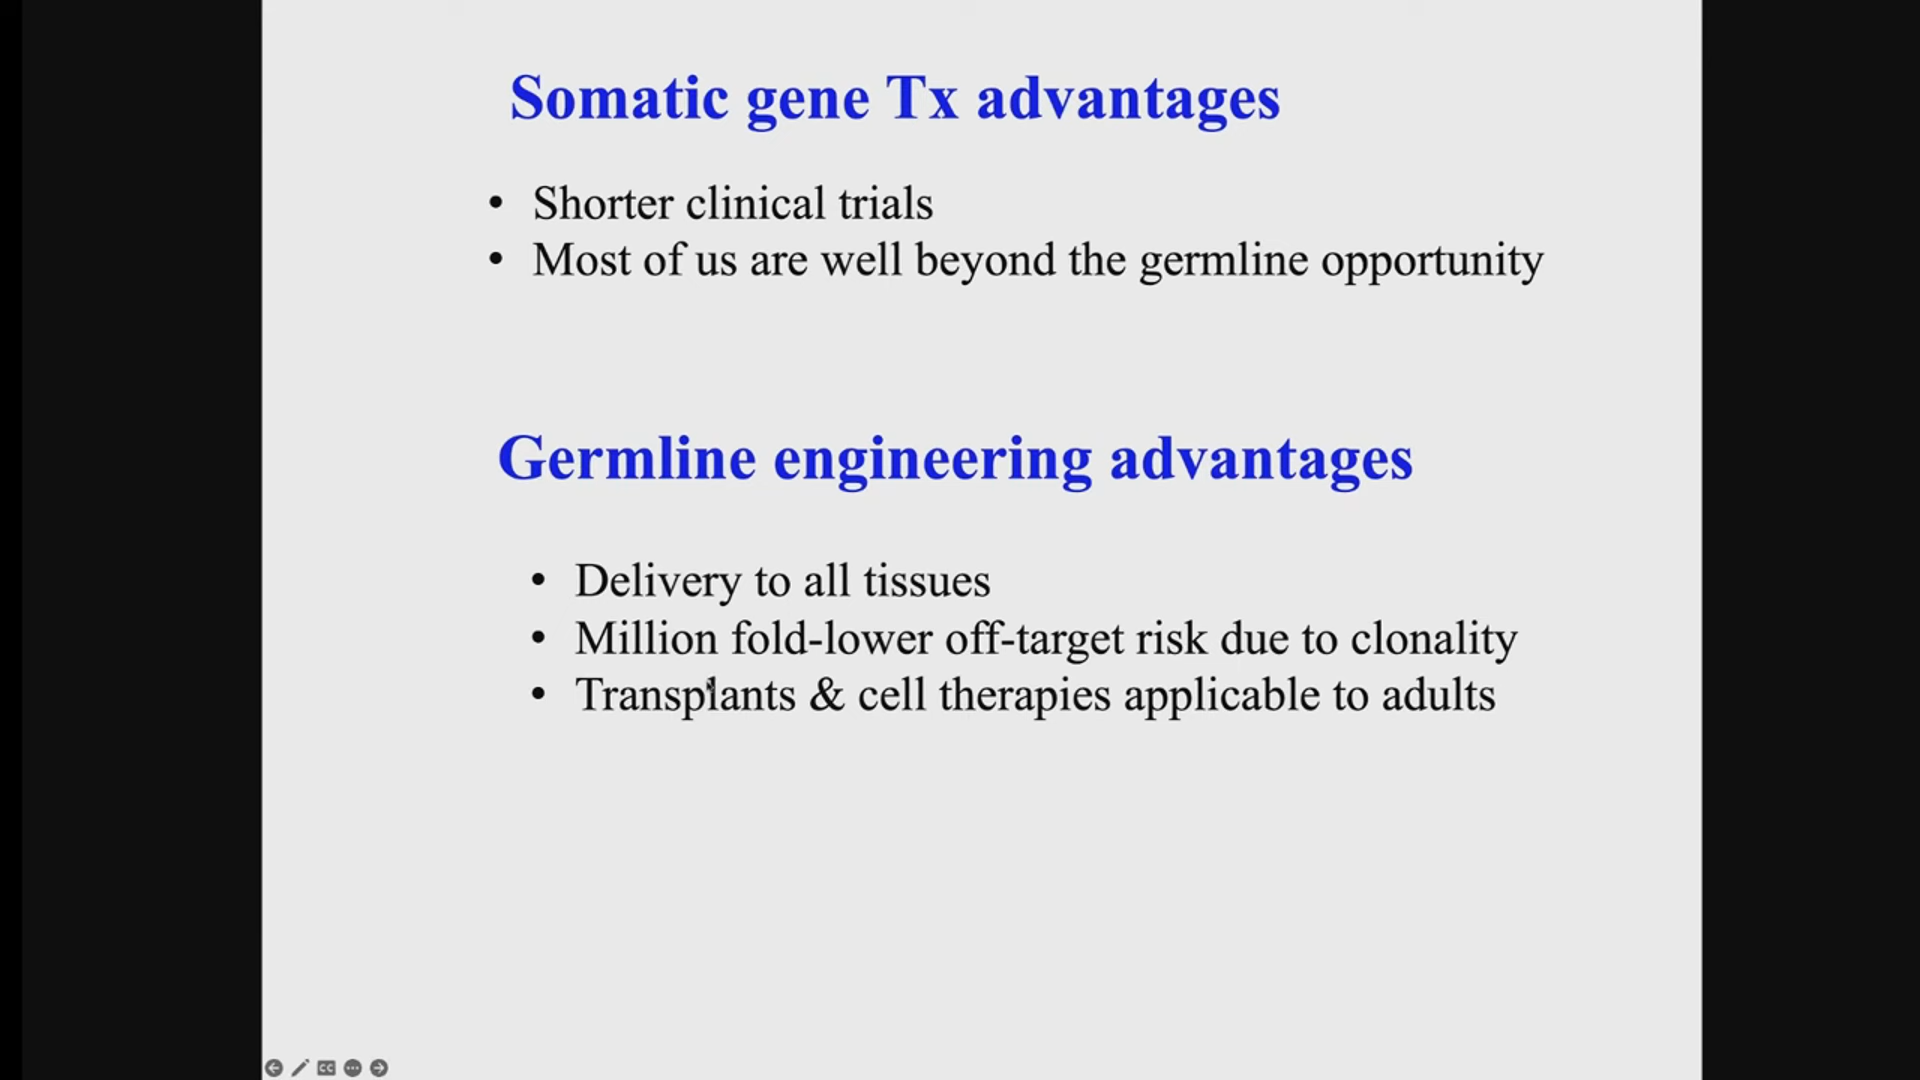 Somatic gene Tx advantages
• Shorter clinical trials
• Most of us are well beyond the germline opportunity
Germline engineering advantages
• Delivery to all tissues
• Million fold-lower off-target risk due to clonality
• Transplants & cell therapies applicable to adults
CC